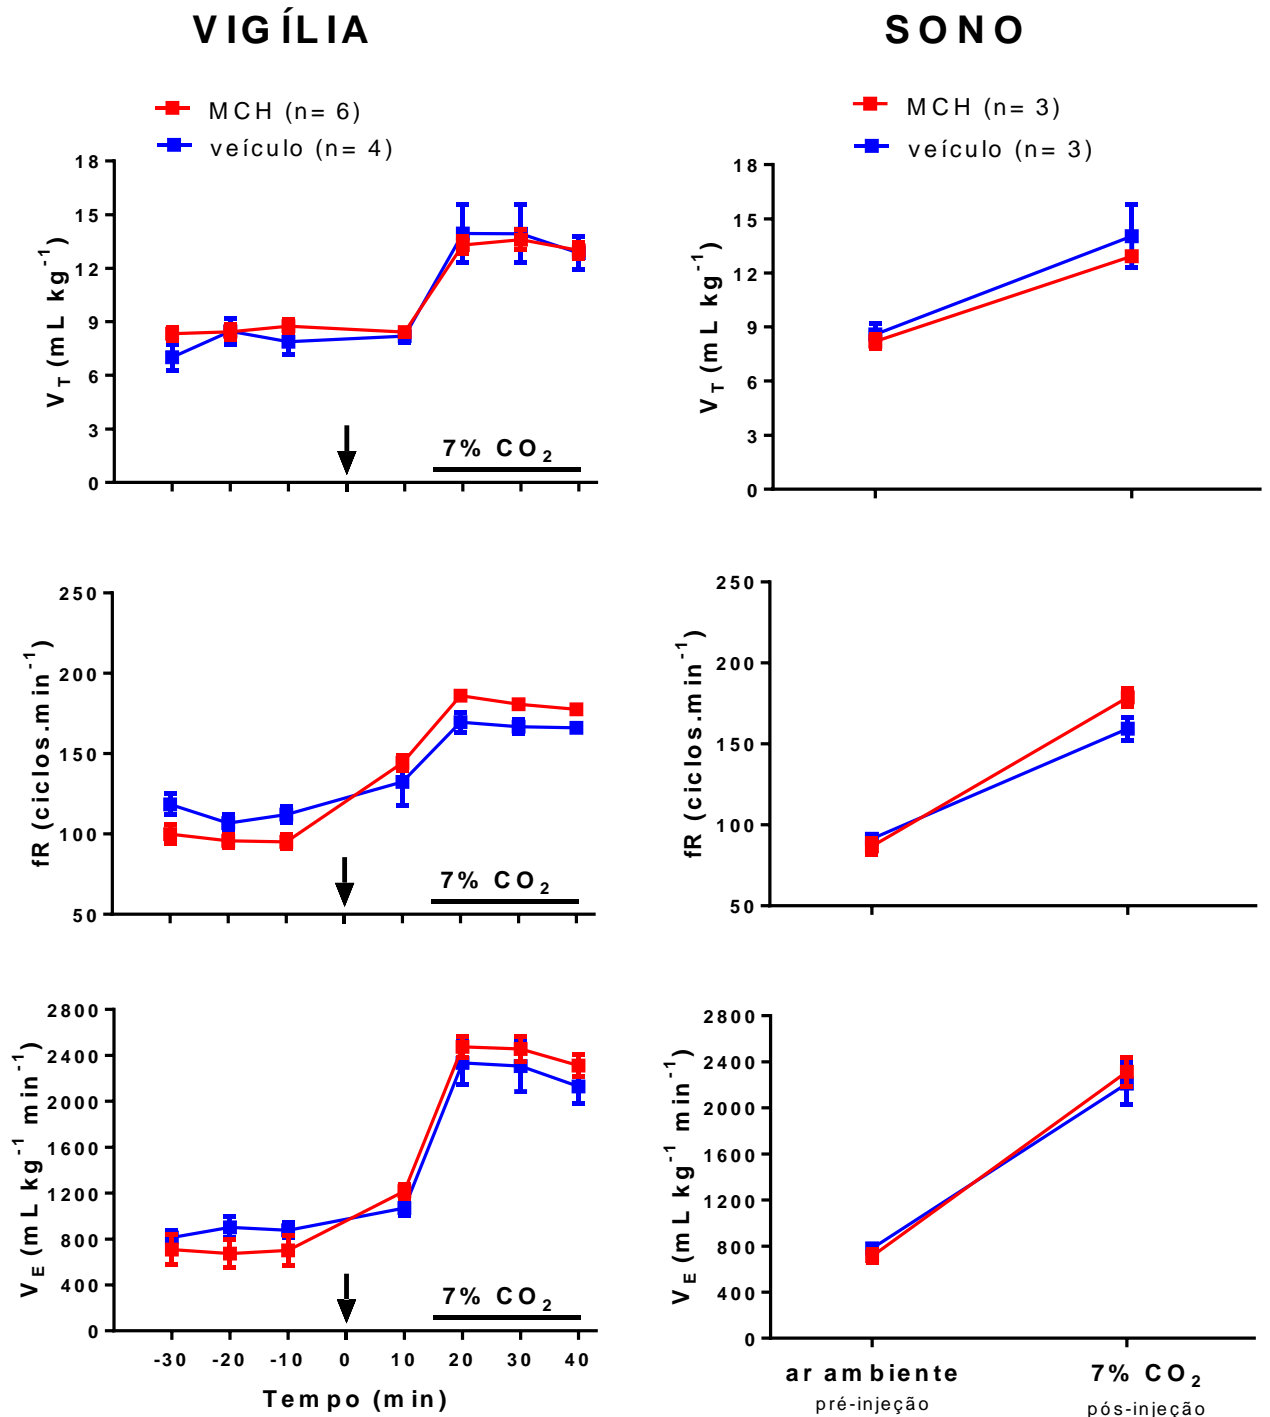 VIGÍLIA
MCH (n= 6)
veículo (n= 4)
18
15
12
9
6
3
0
V_T (mL kg⁻¹)
7% CO₂
250
200
150
100
50
fR (ciclos.min⁻¹)
7% CO₂
2800
2400
2000
1600
1200
800
400
0
V_E (mL kg⁻¹ min⁻¹)
7% CO₂
-30 -20 -10 0 10 20 30 40
Tempo (min)
SONO
MCH (n= 3)
veículo (n= 3)
18
15
12
9
6
3
0
V_T (mL kg⁻¹)
250
200
150
100
50
fR (ciclos.min⁻¹)
2800
2400
2000
1600
1200
800
400
0
V_E (mL kg⁻¹ min⁻¹)
ar ambiente 7% CO₂
pré-injeção pós-injeção